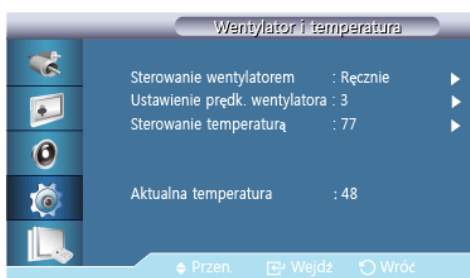 Wentylator i temperatura
Sterowanie wentylatorem : Ręcznie
Ustawienie prędk. wentylatora : 3
Sterowanie temperaturą : 77
Aktualna temperatura : 48
Przen. Wejdź Wróć